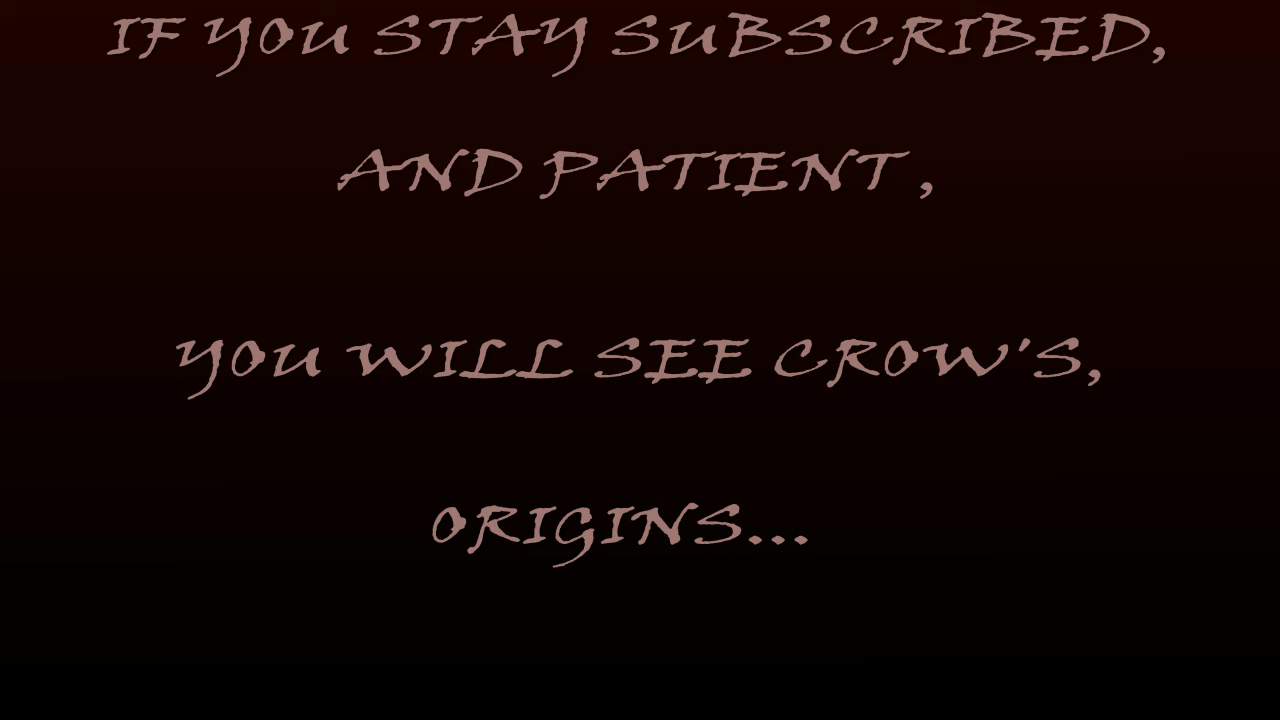 IF YOU STAY SUBSCRIBED,
AND PATIENT ,
YOU WILL SEE CROW'S,
ORIGINS...